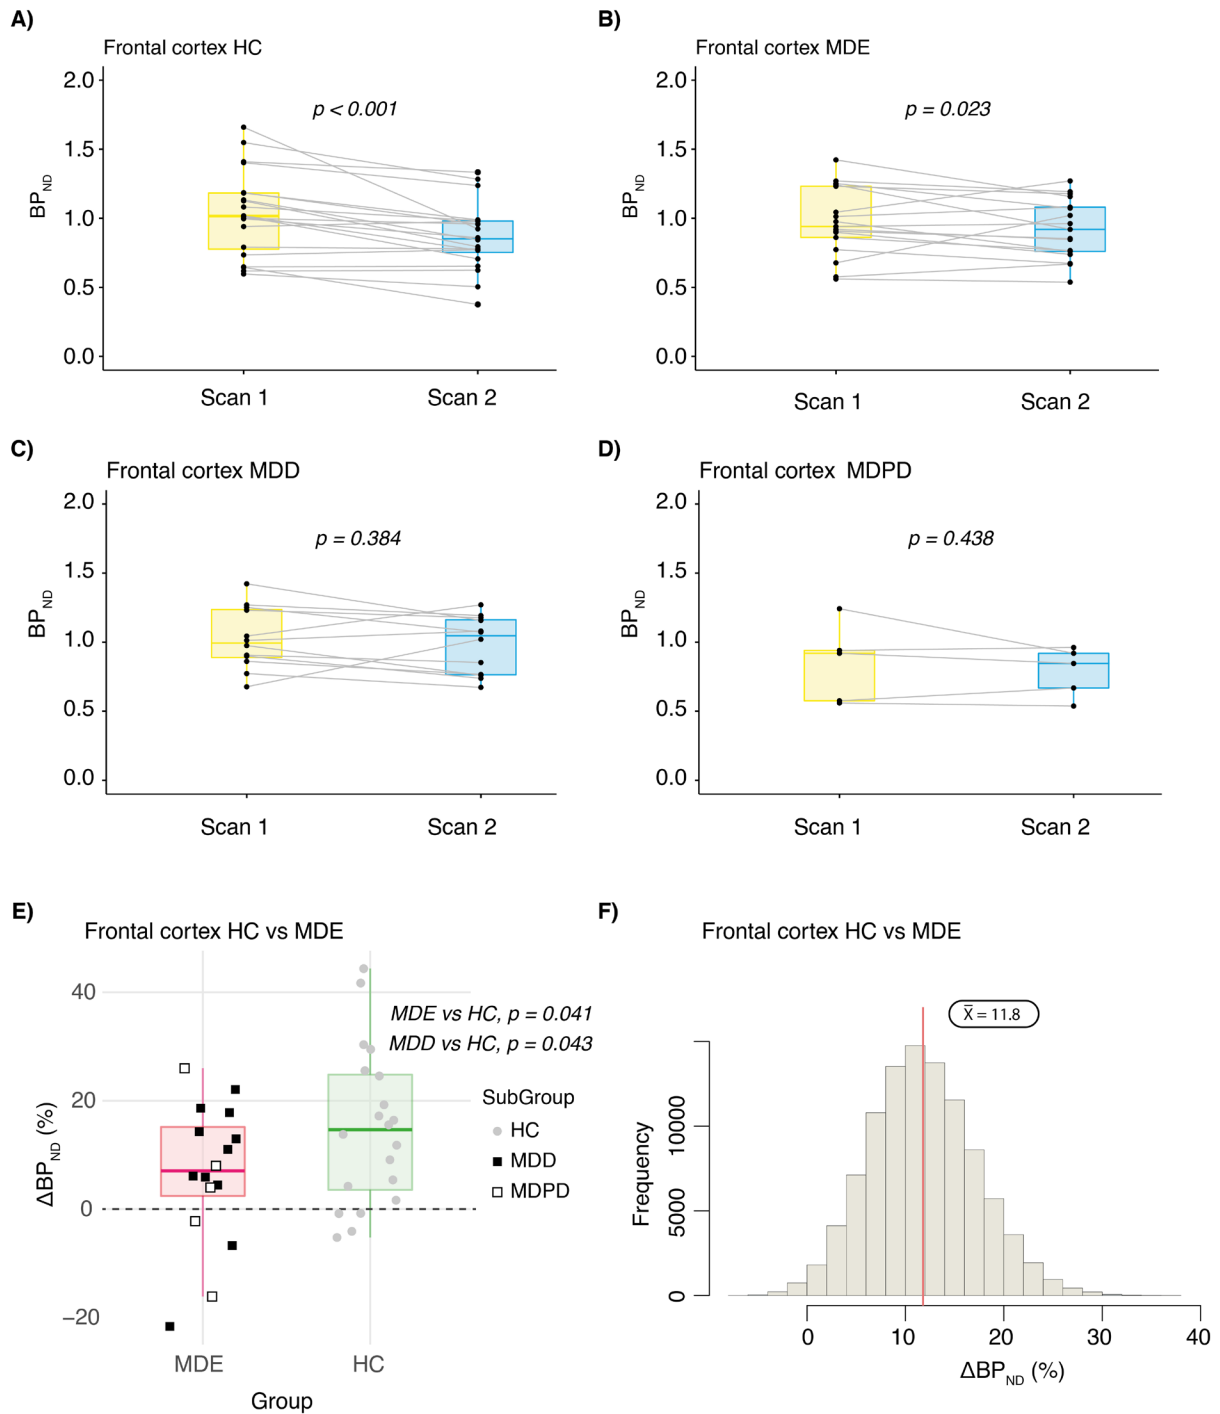 A)
Frontal cortex HC
2.0
p < 0.001
1.5
BP_ND
1.0
0.5
0.0
Scan 1 Scan 2
B)
Frontal cortex MDE
2.0
p = 0.023
1.5
BP_ND
1.0
0.5
0.0
Scan 1 Scan 2
C)
Frontal cortex MDD
2.0
p = 0.384
1.5
BP_ND
1.0
0.5
0.0
Scan 1 Scan 2
D)
Frontal cortex MDPD
2.0
p = 0.438
1.5
BP_ND
1.0
0.5
0.0
Scan 1 Scan 2
E)
Frontal cortex HC vs MDE
40
MDE vs HC, p = 0.041
MDD vs HC, p = 0.043
20
SubGroup
HC
MDD
MDPD
ΔBP_ND (%)
0
−20
MDE HC
Group
F)
Frontal cortex HC vs MDE
X̅ = 11.8
Frequency
10000
5000
0
0 10 20 30 40
ΔBP_ND (%)